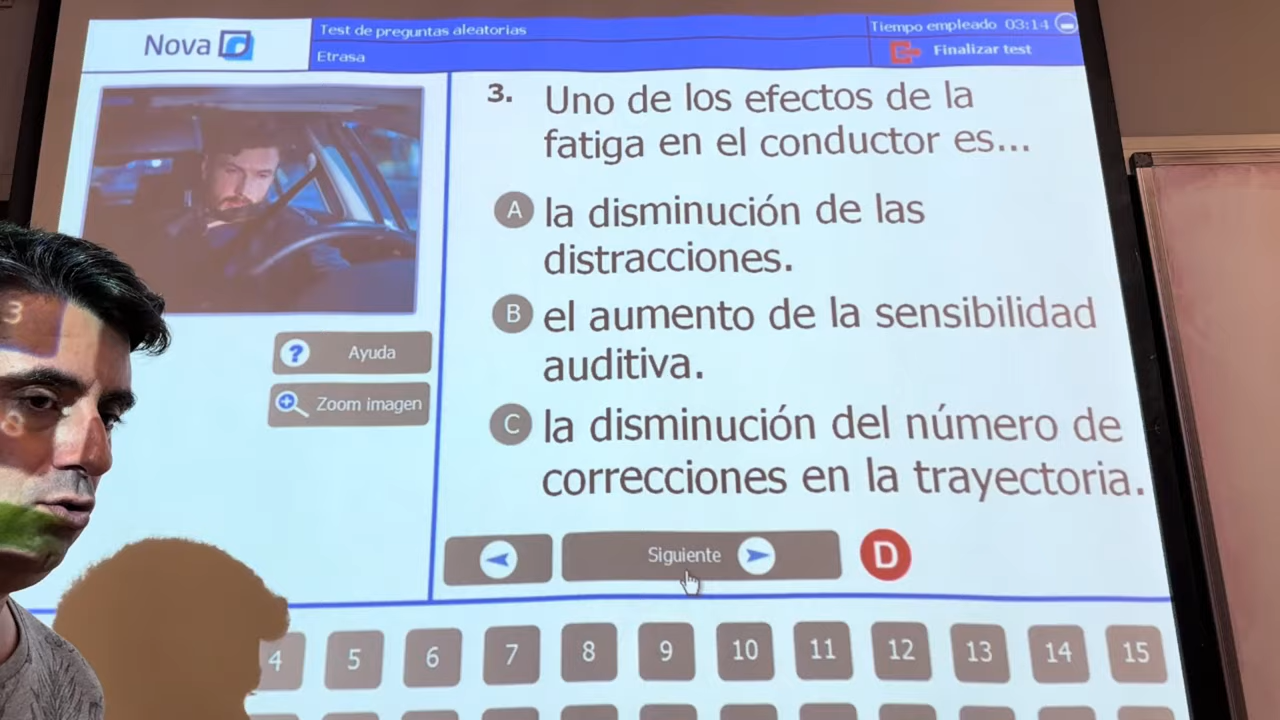 Nova
Test de preguntas aleatorias
Etrasa
Tiempo empleado 03:14
Finalizar test
3. Uno de los efectos de la
fatiga en el conductor es...
A la disminución de las
distracciones.
B el aumento de la sensibilidad
auditiva.
C la disminución del número de
correcciones en la trayectoria.
? Ayuda
Zoom imagen
Siguiente
D
3
4 5 6 7 8 9 10 11 12 13 14 15